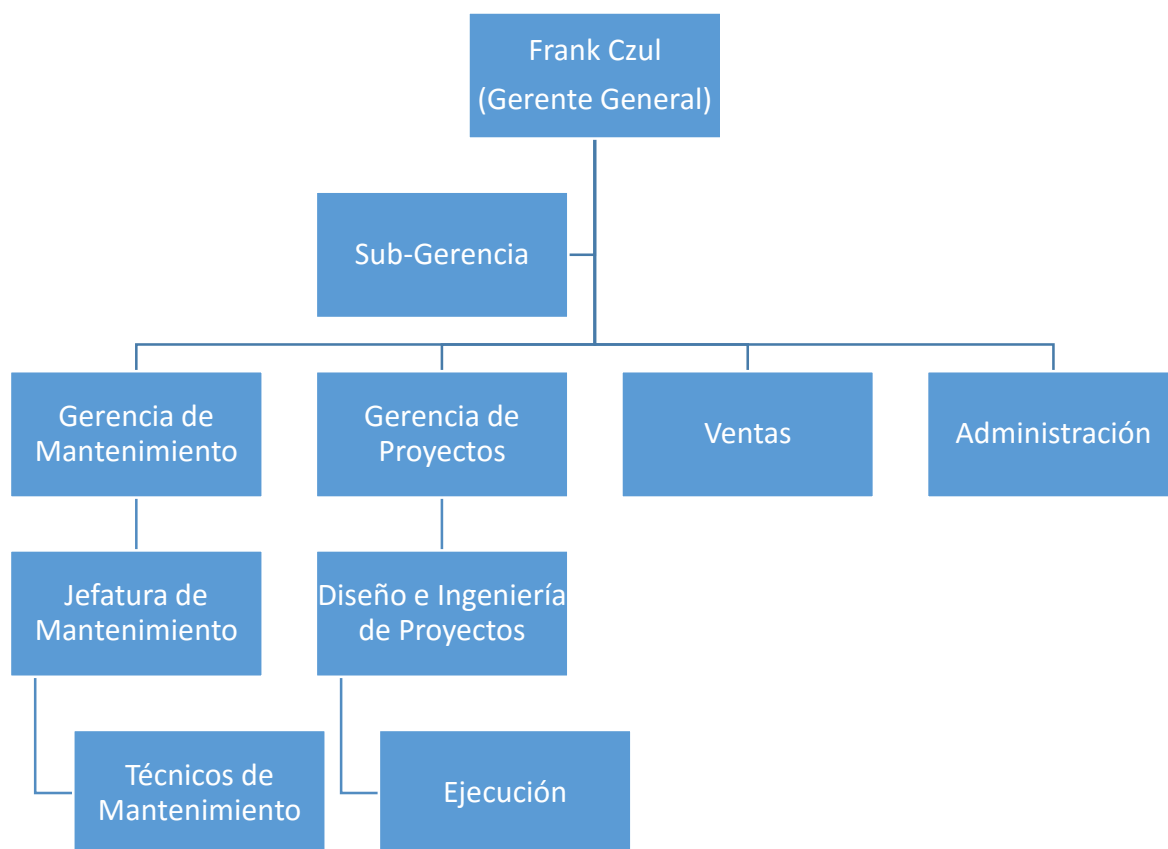 Frank Czul
(Gerente General)
Sub-Gerencia
Gerencia de
Mantenimiento
Gerencia de
Proyectos
Ventas
Administración
Jefatura de
Mantenimiento
Diseño e Ingeniería
de Proyectos
Técnicos de
Mantenimiento
Ejecución